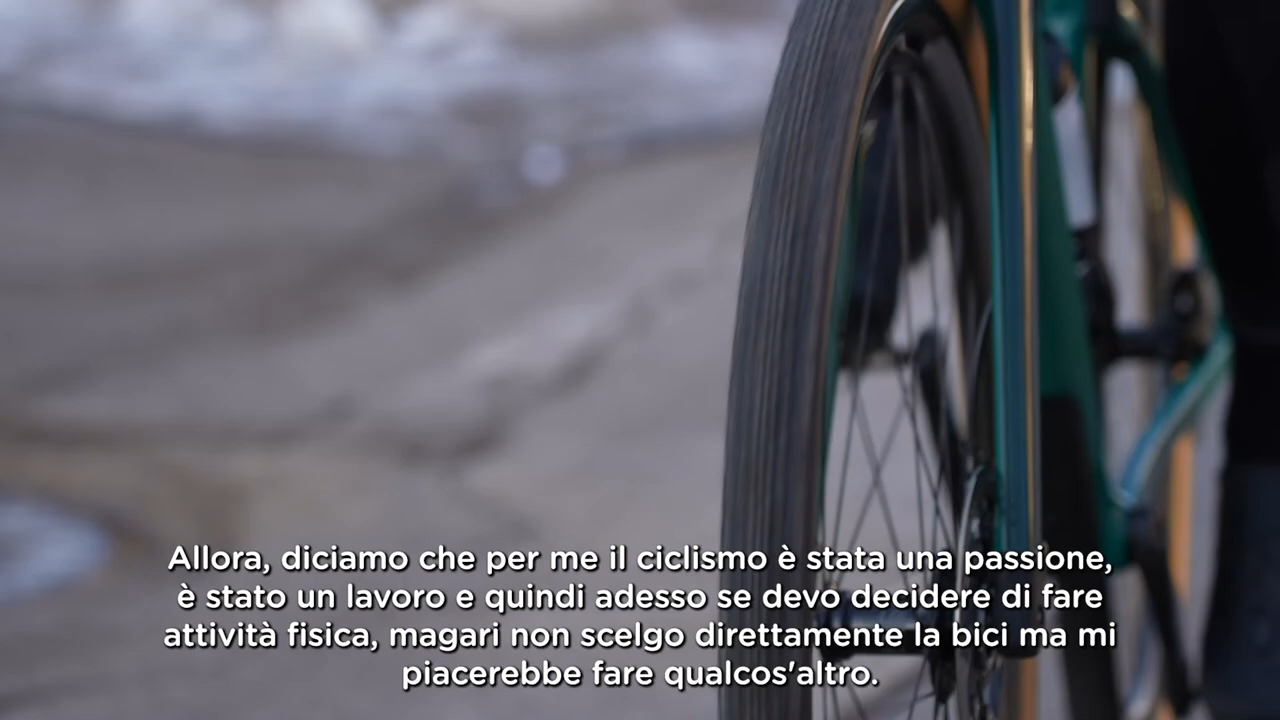 Allora, diciamo che per me il ciclismo è stata una passione,
è stato un lavoro e quindi adesso se devo decidere di fare
attività fisica, magari non scelgo direttamente la bici ma mi
piacerebbe fare qualcos'altro.